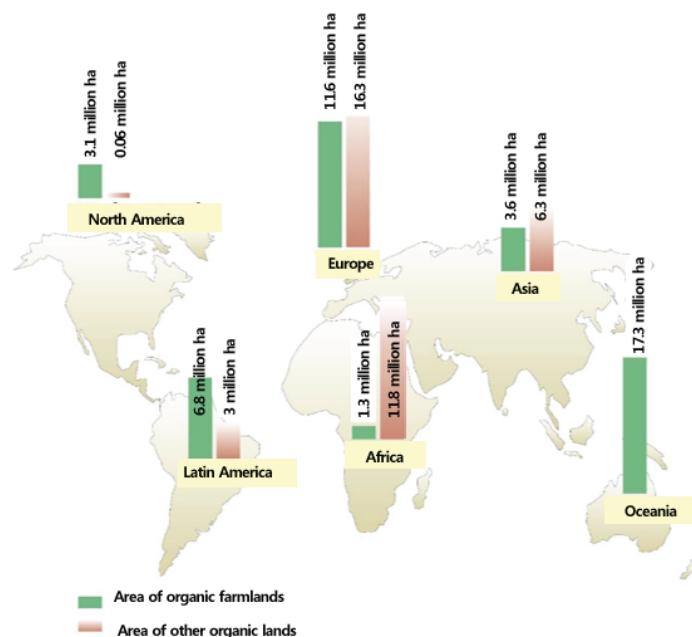 3.1 million ha
0.06 million ha
North America
11.6 million ha
16.3 million ha
Europe
3.6 million ha
6.3 million ha
Asia
17.3 million ha
Oceania
6.8 million ha
3 million ha
Latin America
1.3 million ha
11.8 million ha
Africa
Area of organic farmlands
Area of other organic lands